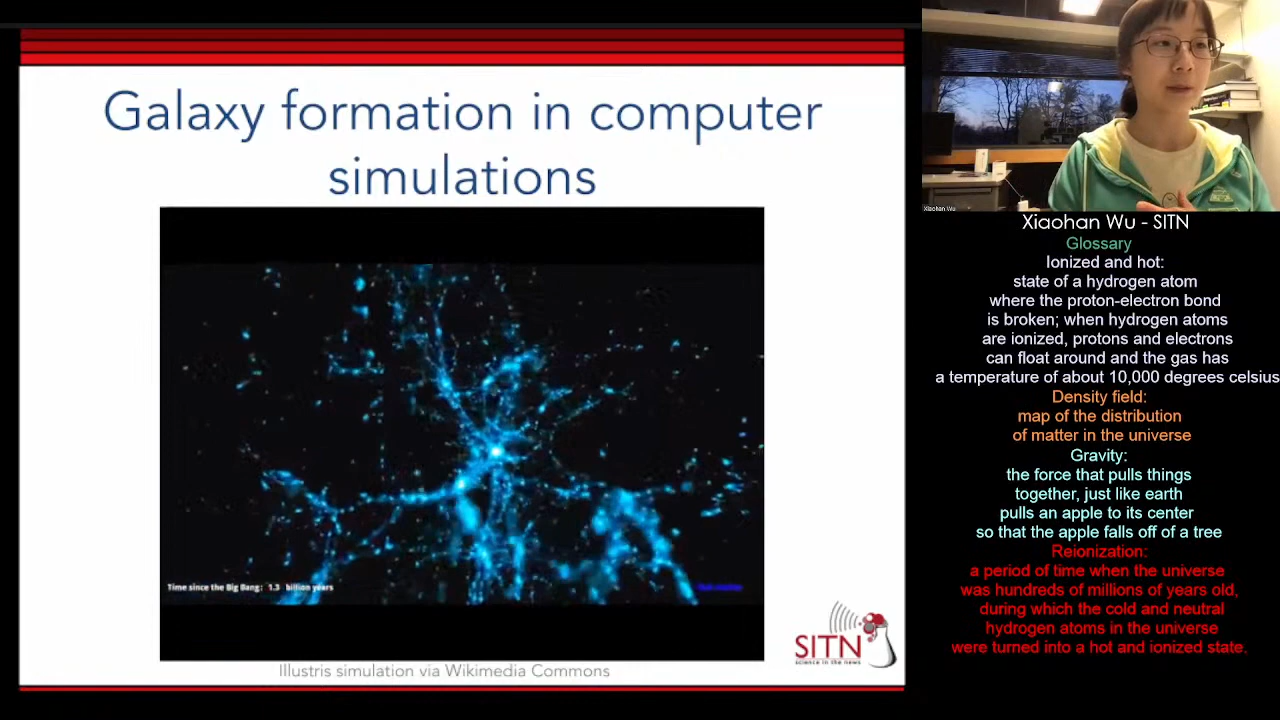 Galaxy formation in computer
simulations
Time since the Big Bang: 1.3 billion years
SITN
science in the news
Illustris simulation via Wikimedia Commons
Xiaohan Wu
Xiaohan Wu - SITN
Glossary
Ionized and hot:
state of a hydrogen atom
where the proton-electron bond
is broken; when hydrogen atoms
are ionized, protons and electrons
can float around and the gas has
a temperature of about 10,000 degrees celsius
Density field:
map of the distribution
of matter in the universe
Gravity:
the force that pulls things
together, just like earth
pulls an apple to its center
so that the apple falls off of a tree
Reionization:
a period of time when the universe
was hundreds of millions of years old,
during which the cold and neutral
hydrogen atoms in the universe
were turned into a hot and ionized state.